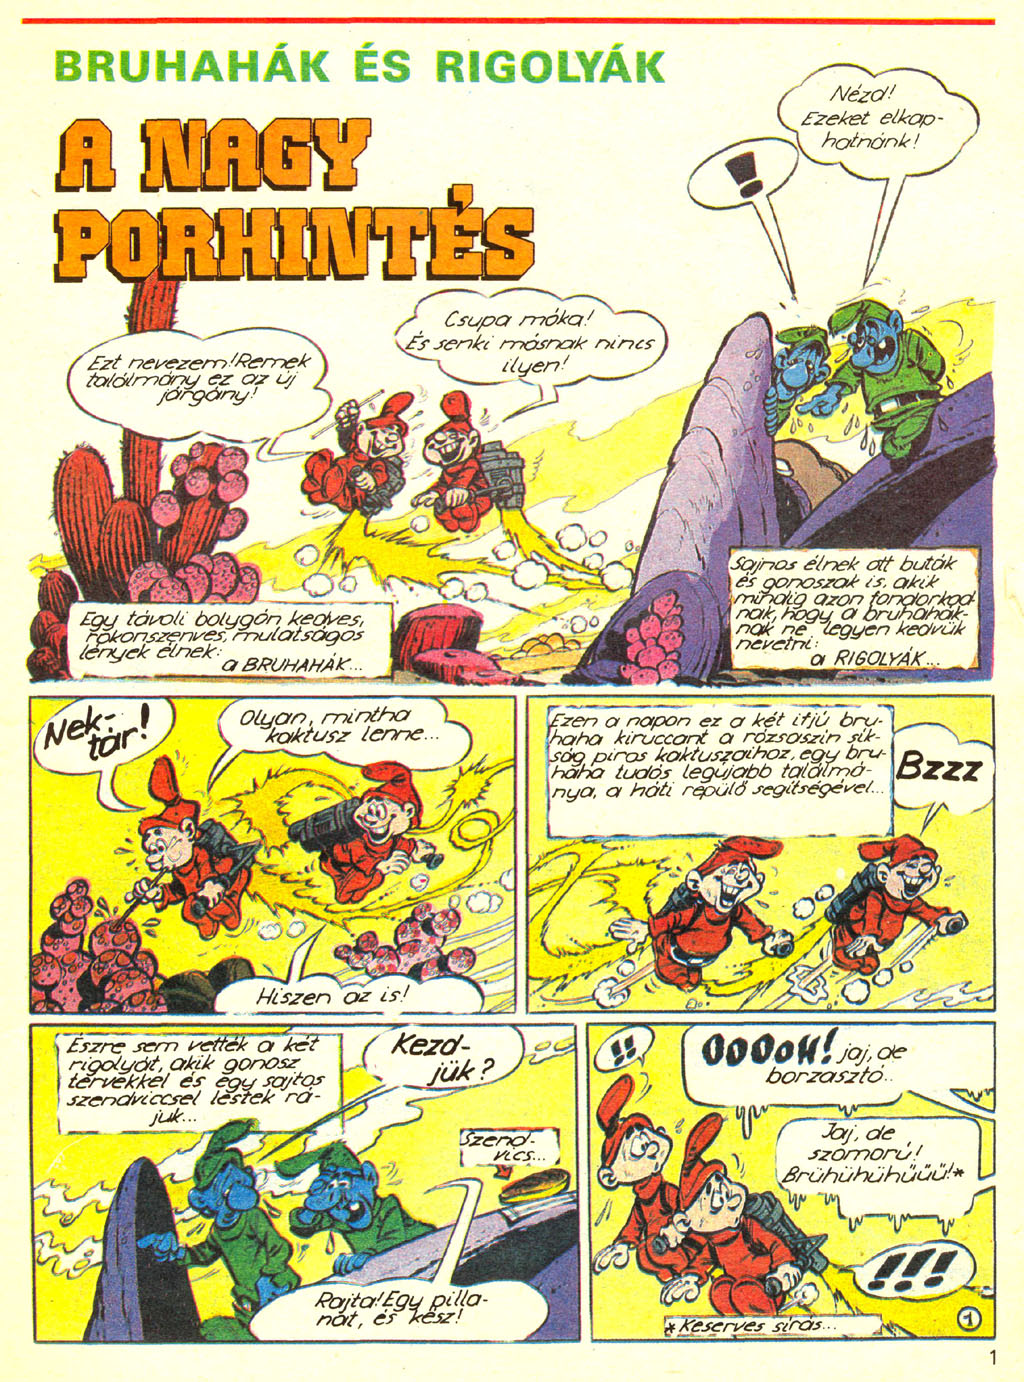 BRUHAHÁK ÉS RIGOLYÁK
A NAGY
PORHINTÉS
Nézd!
Ezeket elkap-
hatnánk!
!
Csupa móka!
És senki másnak nincs
ilyen!
Ezt nevezem! Remek
találmány ez az új
járgány!
Egy távoli bolygón kedves,
rokonszenves, mulatságos
lények élnek:
a BRUHAHÁK...
Sajnos élnek ott buták
és gonoszak is, akik
mindig azon fondorkod-
nak, hogy a bruhahák-
nak ne legyen kedvük
nevetni:
a RIGOLYÁK...
Nek-
tár!
Olyan, mintha
kaktusz lenne...
Hiszen az is!
Ezen a napon ez a két ifjú bru-
haha kiruccant a rózsaszín sík-
ság piros kaktuszaihoz, egy bru-
haha tudós legújabb találmá-
nya, a háti repülő segítségével...
Bzzz
Észre sem vették a két
rigolyát, akik gonosz
tervekkel és egy sajtos
szendviccsel lestek rá-
juk...
Kezd-
jük?
Szend-
vics...
Rajta! Egy pilla-
nat, és kész!
!!
OOOOH! jaj, de
borzasztó..
Jaj, de
szomorú!
Brühühühűűű!*
!!!
*Keserves sírás...
1
1